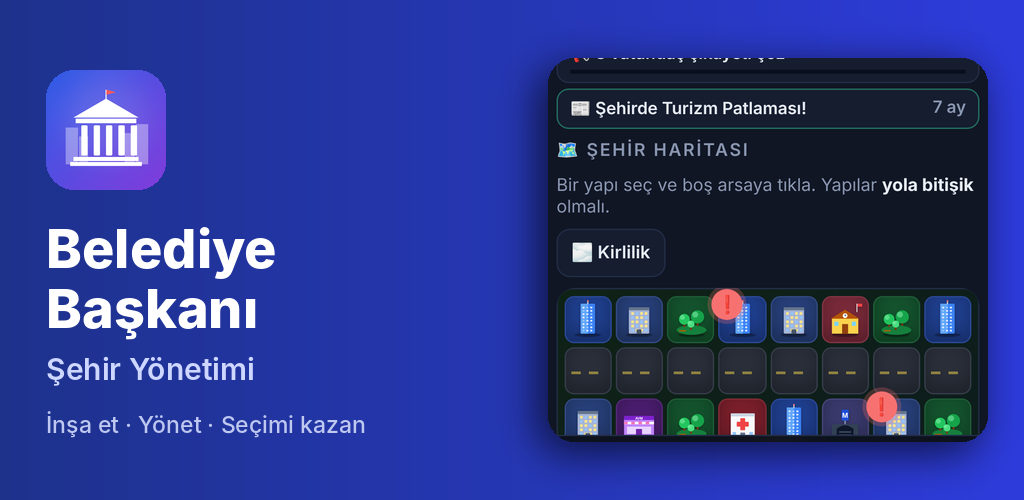 Belediye
Başkanı
Şehir Yönetimi
İnşa et · Yönet · Seçimi kazan
Şehirde Turizm Patlaması! 7 ay
ŞEHİR HARİTASI
Bir yapı seç ve boş arsaya tıkla. Yapılar yola bitişik
olmalı.
Kirlilik
M